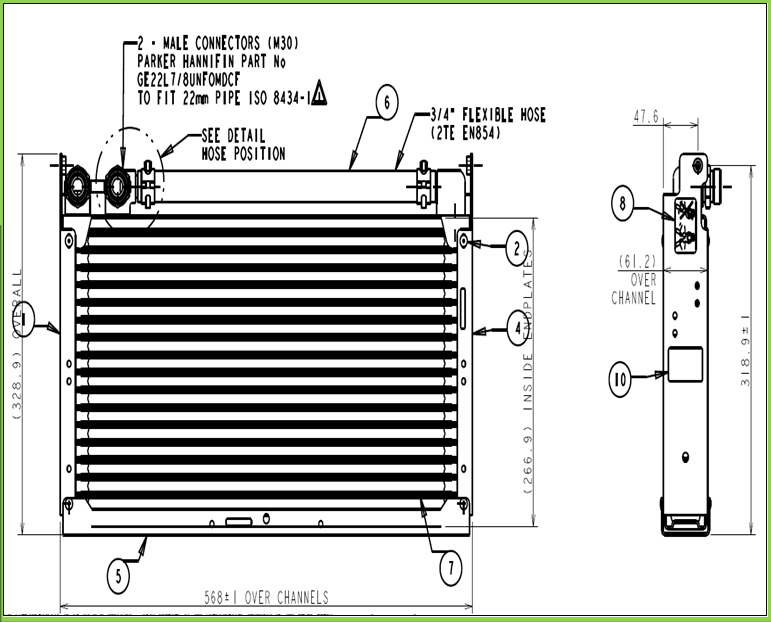 2 - MALE CONNECTORS (M30)
PARKER HANNIFIN PART No
GE22L7/8UNFOMDCF
TO FIT 22mm PIPE ISO 8434-1
SEE DETAIL
HOSE POSITION
6
3/4" FLEXIBLE HOSE
(2TE EN854)
47.6
8
2
(61.2)
OVER
CHANNEL
1
4
(328.9) OVERALL
(266.9) INSIDE ENDPLATES
318.9±1
10
5
7
568±1 OVER CHANNELS